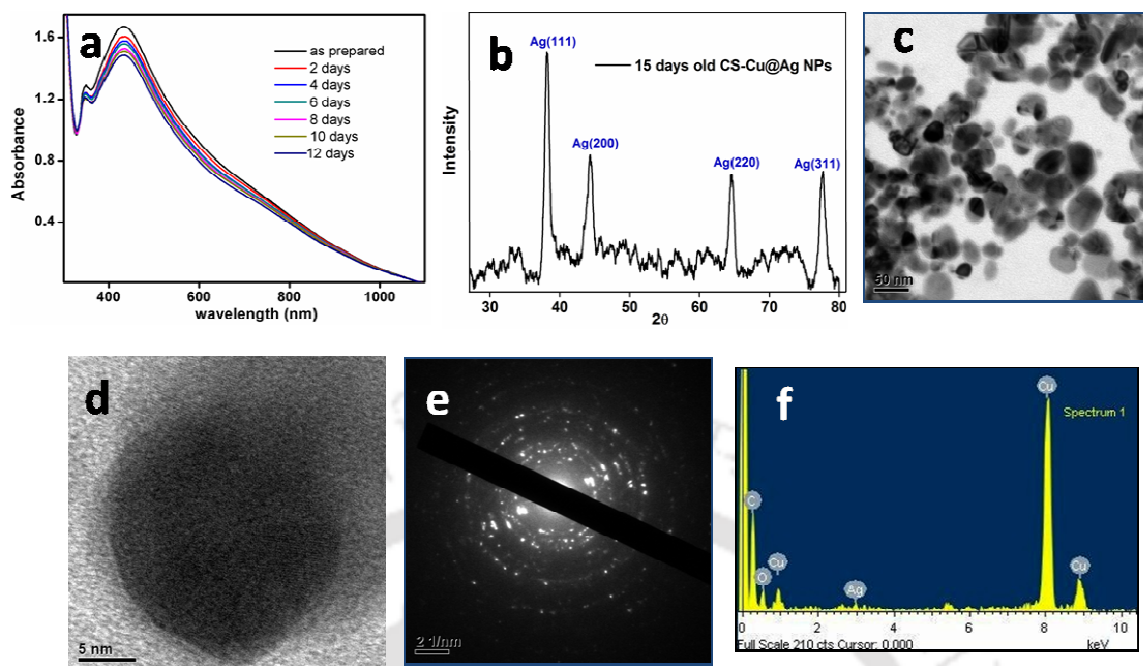 a
as prepared
2 days
4 days
6 days
8 days
10 days
12 days
1.6
1.2
0.8
0.4
Absorbance
400 600 800 1000
wavelength (nm)
b
Ag(111)
15 days old CS-Cu@Ag NPs
Ag(200)
Ag(220)
Ag(311)
Intensity
30 40 50 60 70 80
2θ
c
50 nm
d
5 nm
e
2 1/nm
f
Cu
Spectrum 1
C
O
Cu
Ag
Cu
0 2 4 6 8 10
Full Scale 210 cts Cursor: 0.000 keV